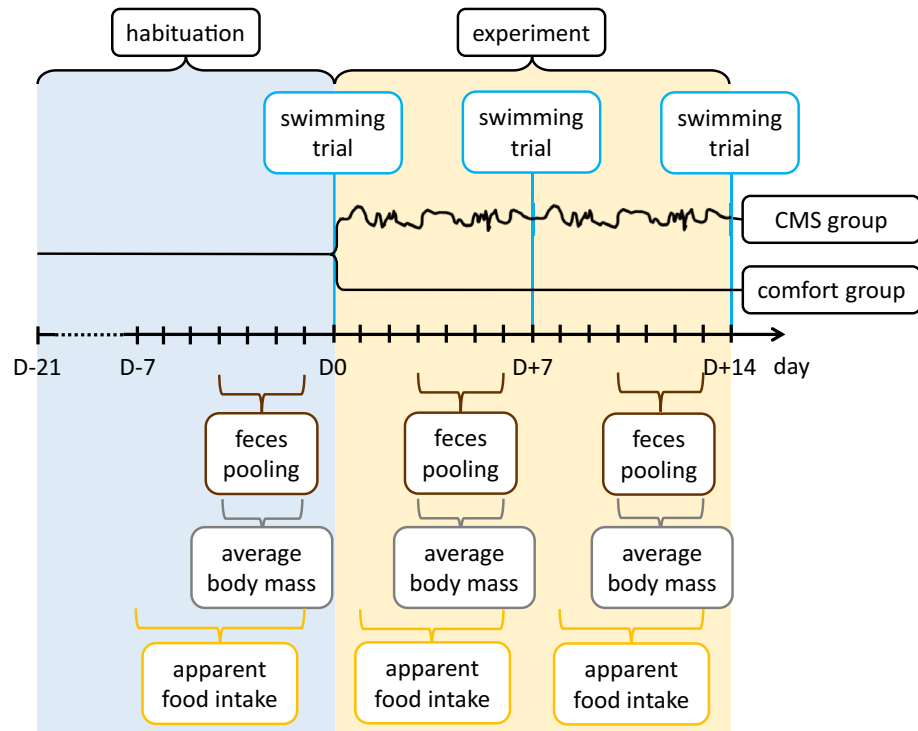 habituation
experiment
swimming
trial
swimming
trial
swimming
trial
CMS group
comfort group
D-21
D-7
D0
D+7
D+14
day
feces
pooling
feces
pooling
feces
pooling
average
body mass
average
body mass
average
body mass
apparent
food intake
apparent
food intake
apparent
food intake